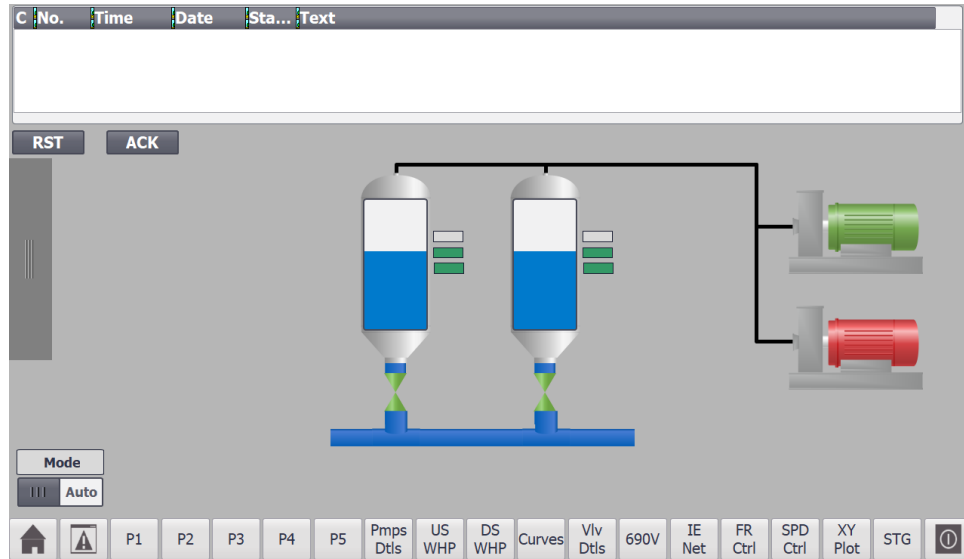 C No. Time Date Sta... Text
RST ACK
Mode
Auto
P1 P2 P3 P4 P5 Pmps Dtls US WHP DS WHP Curves Vlv Dtls 690V IE Net FR Ctrl SPD Ctrl XY Plot STG